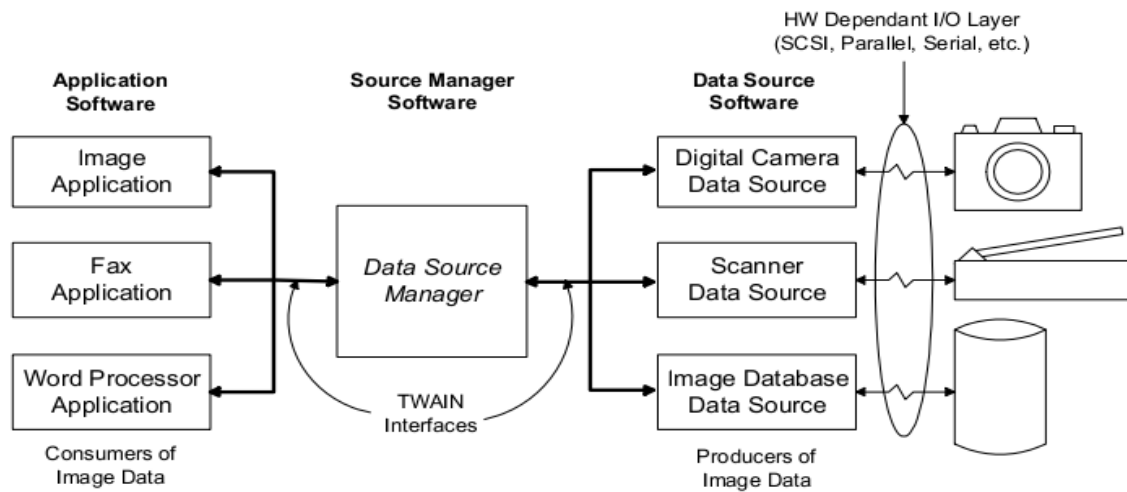 HW Dependant I/O Layer
(SCSI, Parallel, Serial, etc.)
Application
Software
Source Manager
Software
Data Source
Software
Image
Application
Digital Camera
Data Source
Fax
Application
Data Source
Manager
Scanner
Data Source
Word Processor
Application
TWAIN
Interfaces
Image Database
Data Source
Consumers of
Image Data
Producers of
Image Data